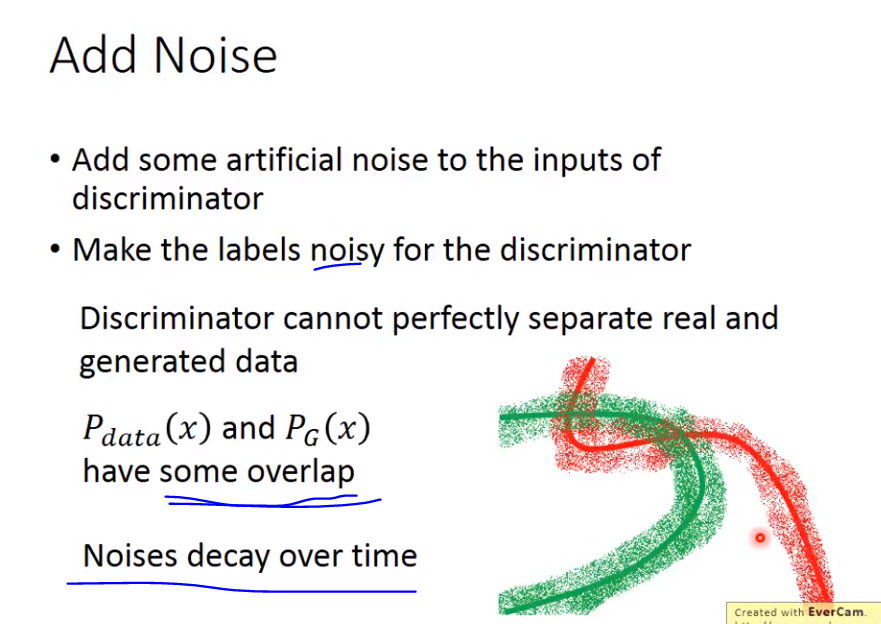 Add Noise
• Add some artificial noise to the inputs of
discriminator
• Make the labels noisy for the discriminator
Discriminator cannot perfectly separate real and
generated data
P_data(x) and P_G(x)
have some overlap
Noises decay over time
Created with EverCam.